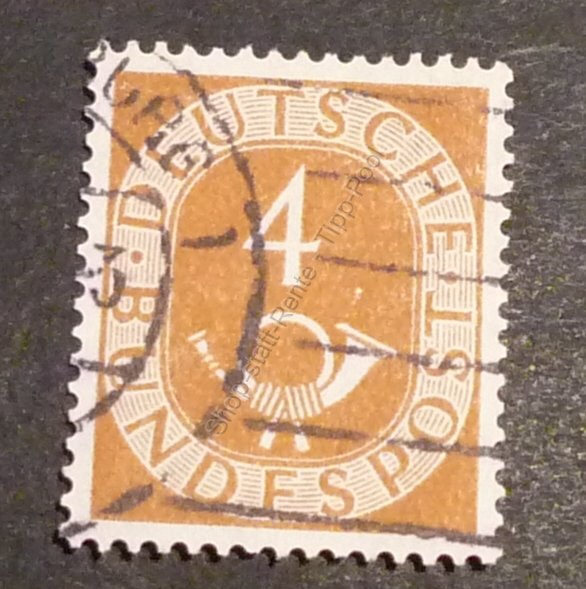 DEUTSCHE
BUNDESPOST
4
Shop-statt-Rente - Tipp-Pool